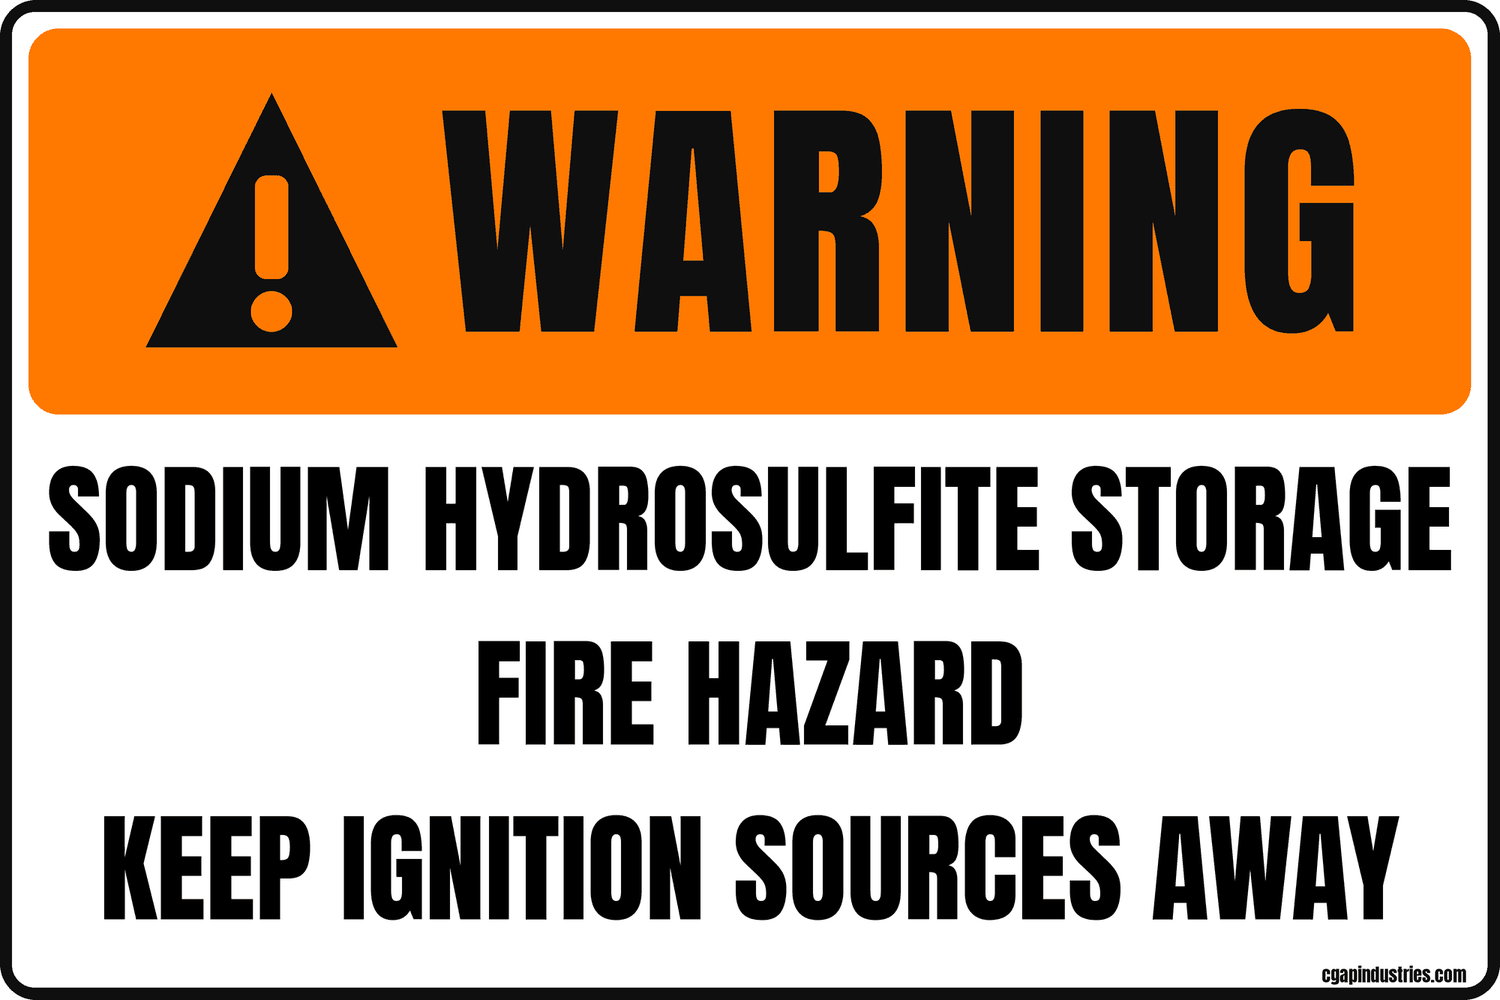 WARNING
SODIUM HYDROSULFITE STORAGE
FIRE HAZARD
KEEP IGNITION SOURCES AWAY
cgapindustries.com